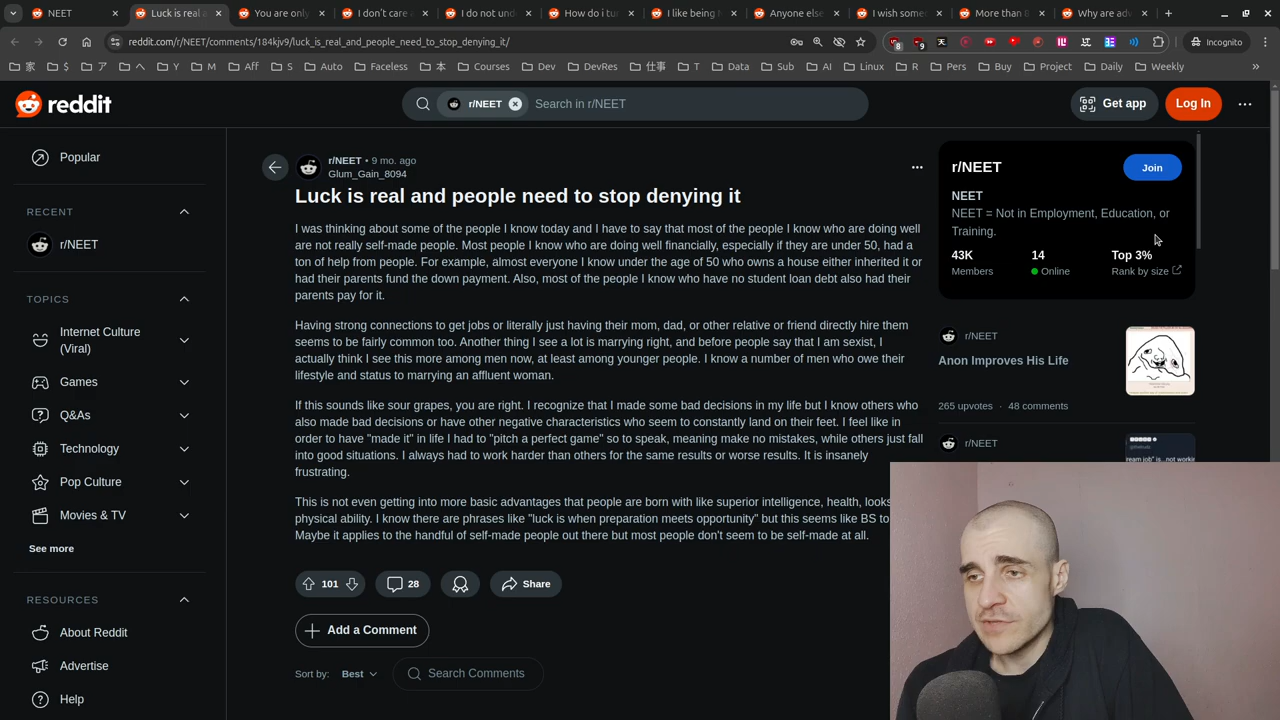 NEET
Luck is real a
You are only
I don't care a
I do not und
How do i tur
I like being N
Anyone else
I wish some
More than 8
Why are adv
reddit.com/r/NEET/comments/184kjv9/luck_is_real_and_people_need_to_stop_denying_it/
8
9
Incognito
家
$
ア
へ
Y
M
Aff
S
Auto
Faceless
本
Courses
Dev
DevRes
仕事
T
Data
Sub
AI
Linux
R
Pers
Buy
Project
Daily
Weekly
reddit
r/NEET
Search in r/NEET
Get app
Log In
Popular
RECENT
r/NEET
TOPICS
Internet Culture
(Viral)
Games
Q&As
Technology
Pop Culture
Movies & TV
See more
RESOURCES
About Reddit
Advertise
Help
r/NEET • 9 mo. ago
Glum_Gain_8094
Luck is real and people need to stop denying it
I was thinking about some of the people I know today and I have to say that most of the people I know who are doing well
are not really self-made people. Most people I know who are doing well financially, especially if they are under 50, had a
ton of help from people. For example, almost everyone I know under the age of 50 who owns a house either inherited it or
had their parents fund the down payment. Also, most of the people I know who have no student loan debt also had their
parents pay for it.
Having strong connections to get jobs or literally just having their mom, dad, or other relative or friend directly hire them
seems to be fairly common too. Another thing I see a lot is marrying right, and before people say that I am sexist, I
actually think I see this more among men now, at least among younger people. I know a number of men who owe their
lifestyle and status to marrying an affluent woman.
If this sounds like sour grapes, you are right. I recognize that I made some bad decisions in my life but I know others who
also made bad decisions or have other negative characteristics who seem to constantly land on their feet. I feel like in
order to have "made it" in life I had to "pitch a perfect game" so to speak, meaning make no mistakes, while others just fall
into good situations. I always had to work harder than others for the same results or worse results. It is insanely
frustrating.
This is not even getting into more basic advantages that people are born with like superior intelligence, health, looks
physical ability. I know there are phrases like "luck is when preparation meets opportunity" but this seems like BS to
Maybe it applies to the handful of self-made people out there but most people don't seem to be self-made at all.
101
28
Share
Add a Comment
Sort by:
Best
Search Comments
r/NEET
Join
NEET
NEET = Not in Employment, Education, or
Training.
43K
14
Top 3%
Members
Online
Rank by size
r/NEET
Anon Improves His Life
265 upvotes · 48 comments
r/NEET
ream job" is...not workin